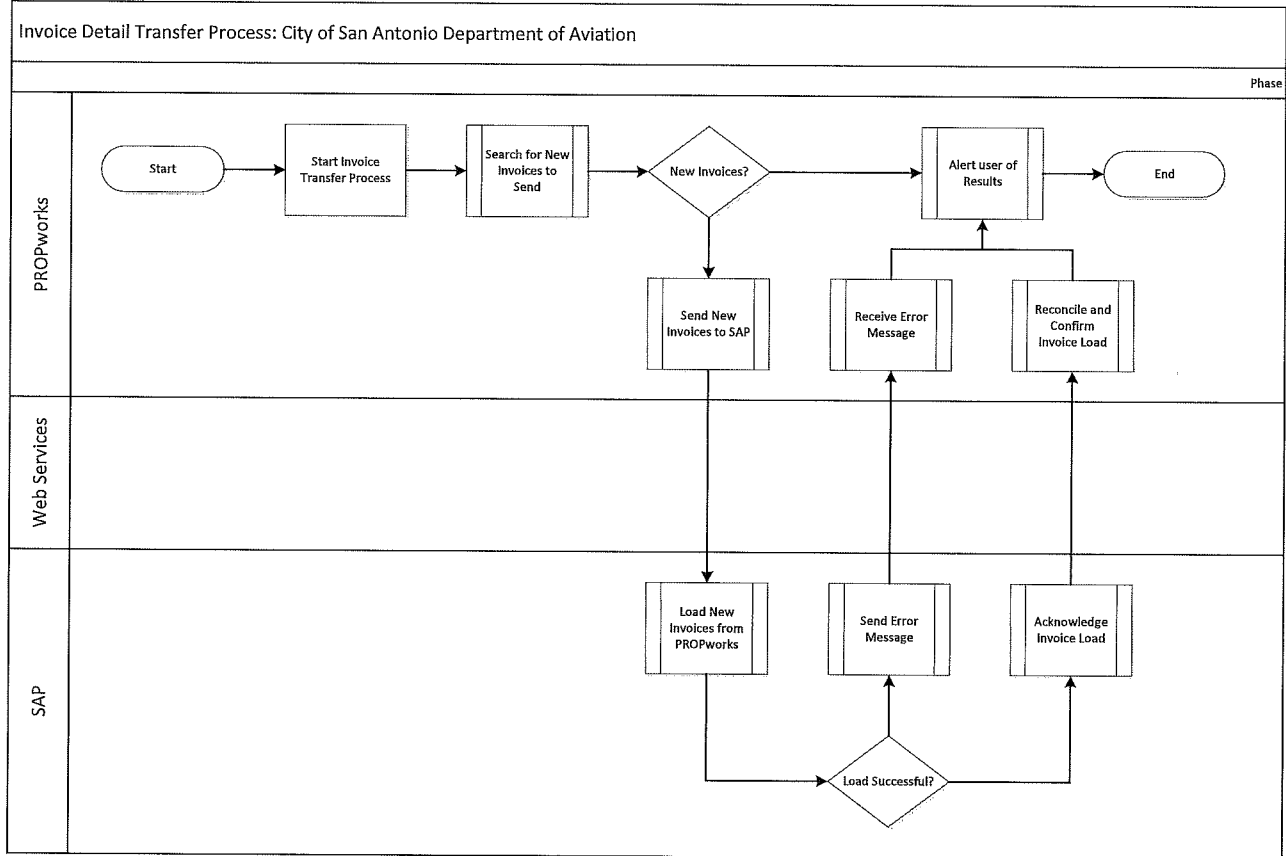 Invoice Detail Transfer Process: City of San Antonio Department of Aviation
Phase
PROPworks
Start
Start Invoice
Transfer Process
Search for New
Invoices to
Send
New Invoices?
Alert user of
Results
End
Send New
Invoices to SAP
Receive Error
Message
Reconcile and
Confirm
Invoice Load
Web Services
SAP
Load New
Invoices from
PROPworks
Send Error
Message
Acknowledge
Invoice Load
Load Successful?